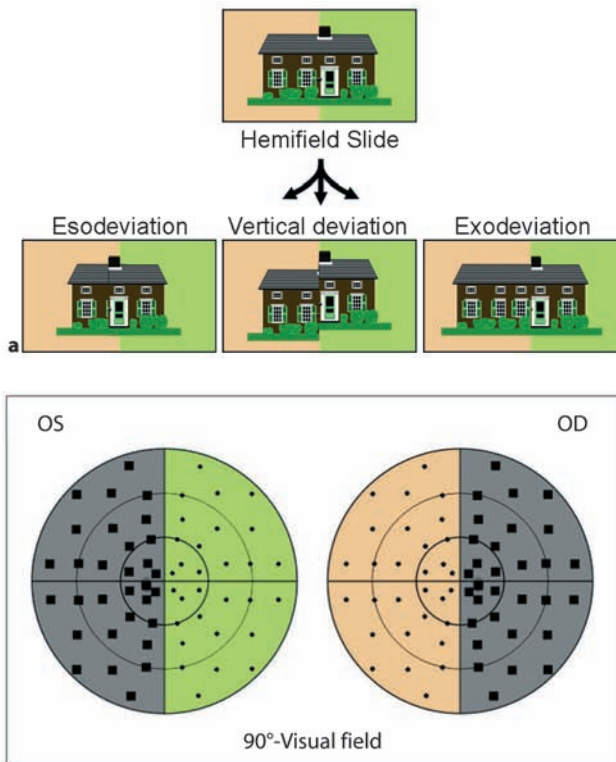 Hemifield Slide
Esodeviation Vertical deviation Exodeviation
a
OS OD
90°-Visual field